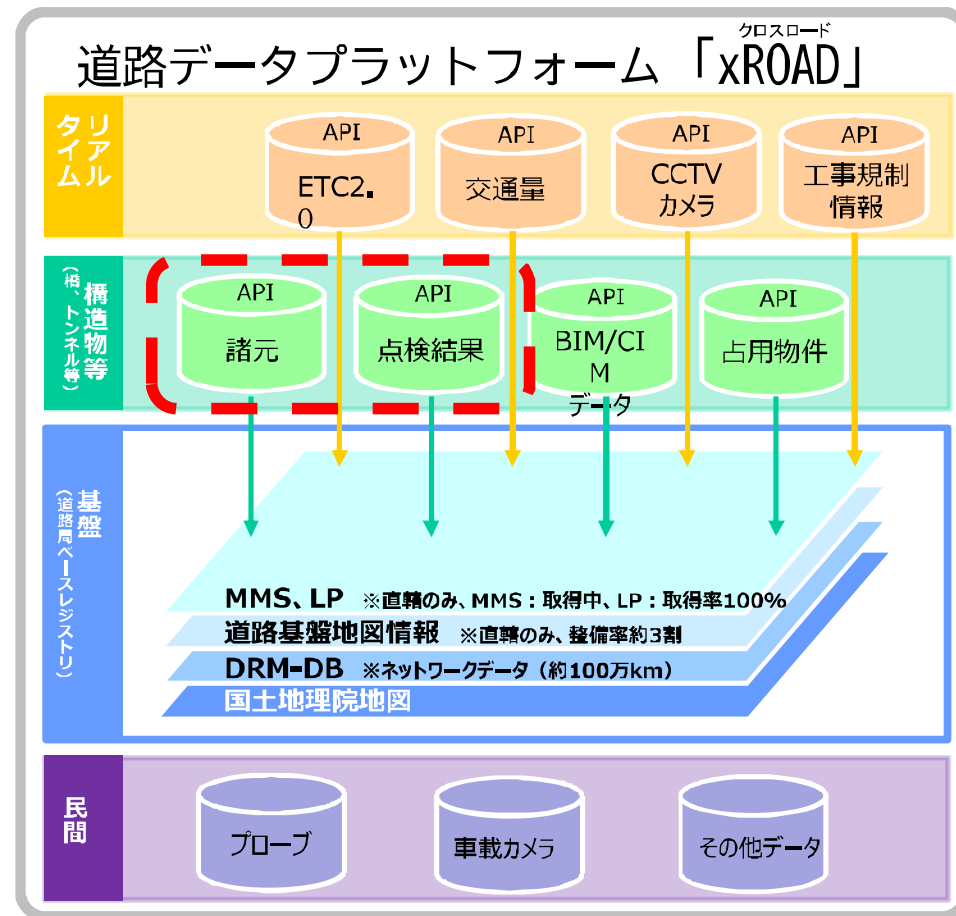 クロスロード
道路データプラットフォーム「xROAD」
リアル
タイム
API
ETC2.
0
API
交通量
API
CCTV
カメラ
API
工事規制
情報
構造物等
(橋、トンネル等)
API
諸元
API
点検結果
API
BIM/CI
M
データ
API
占用物件
基盤
(道路局ベースレジストリ)
MMS、LP ※直轄のみ、MMS：取得中、LP：取得率100%
道路基盤地図情報 ※直轄のみ、整備率約3割
DRM-DB ※ネットワークデータ（約100万km）
国土地理院地図
民間
プローブ
車載カメラ
その他データ